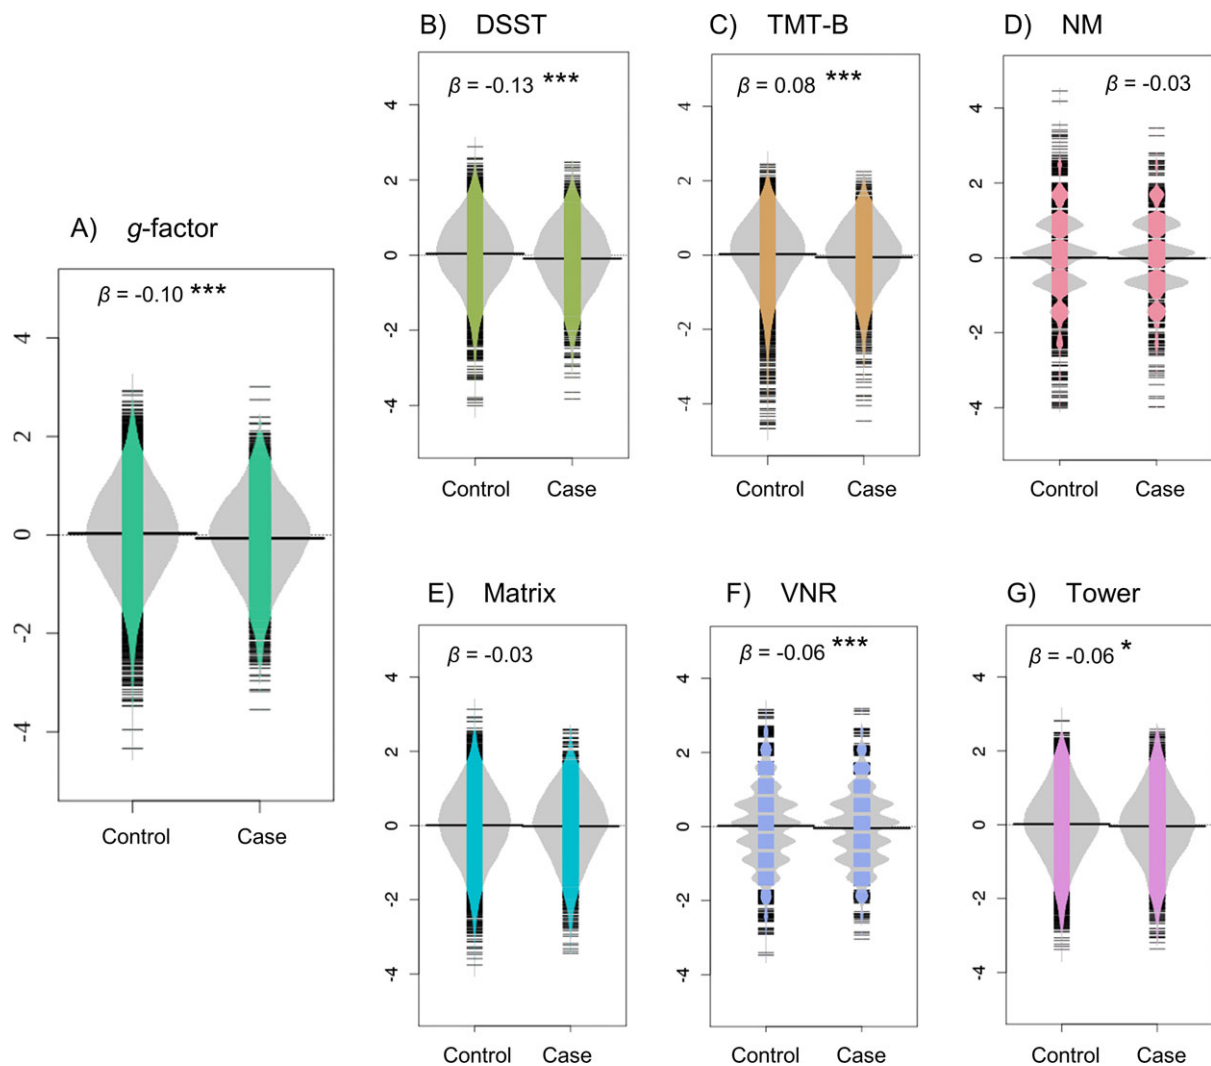 A) g-factor
β = -0.10 ***
4
2
0
-2
-4
Control Case
B) DSST
β = -0.13 ***
4
2
0
-2
-4
Control Case
C) TMT-B
β = 0.08 ***
4
2
0
-2
-4
Control Case
D) NM
β = -0.03
4
2
0
-2
-4
Control Case
E) Matrix
β = -0.03
4
2
0
-2
-4
Control Case
F) VNR
β = -0.06 ***
4
2
0
-2
-4
Control Case
G) Tower
β = -0.06 *
4
2
0
-2
-4
Control Case